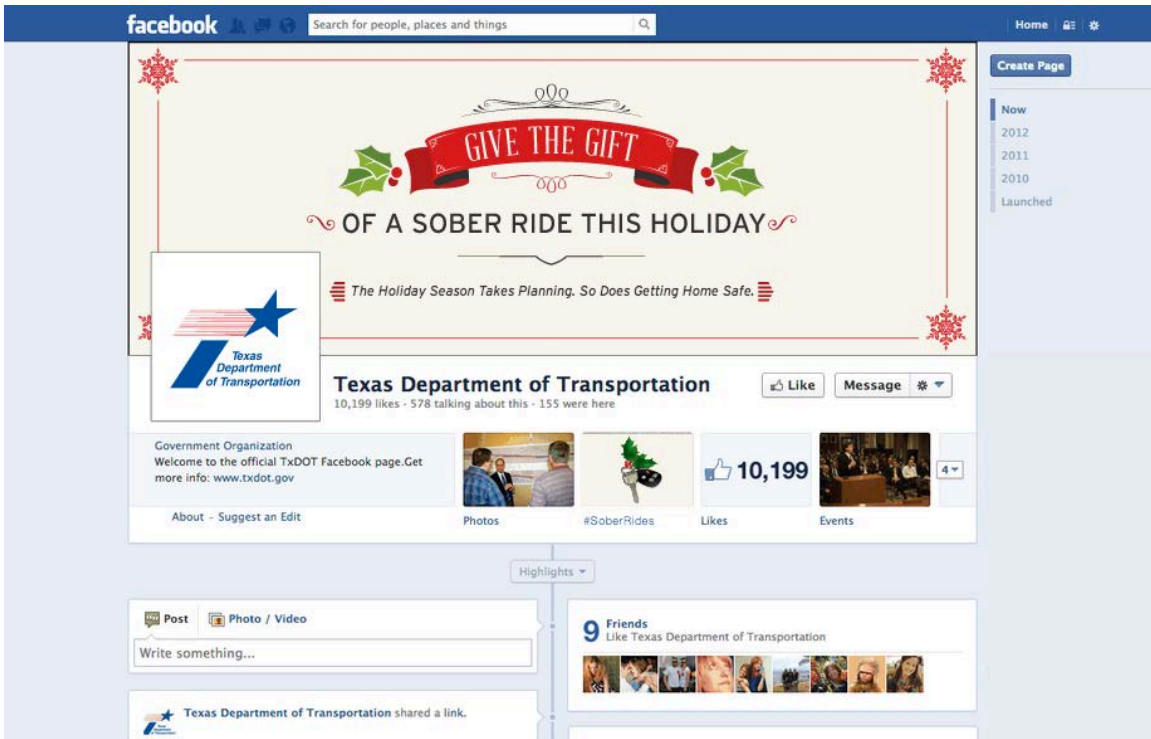 facebook
Search for people, places and things
Home
Create Page
Now
2012
2011
2010
Launched
GIVE THE GIFT
OF A SOBER RIDE THIS HOLIDAY
The Holiday Season Takes Planning. So Does Getting Home Safe.
Texas
Department
of Transportation
Texas Department of Transportation
10,199 likes · 578 talking about this · 155 were here
Like
Message
Government Organization
Welcome to the official TxDOT Facebook page.Get
more info: www.txdot.gov
About – Suggest an Edit
10,199
4
Photos
#SoberRides
Likes
Events
Highlights
Post
Photo / Video
Write something...
9 Friends
Like Texas Department of Transportation
Texas Department of Transportation shared a link.